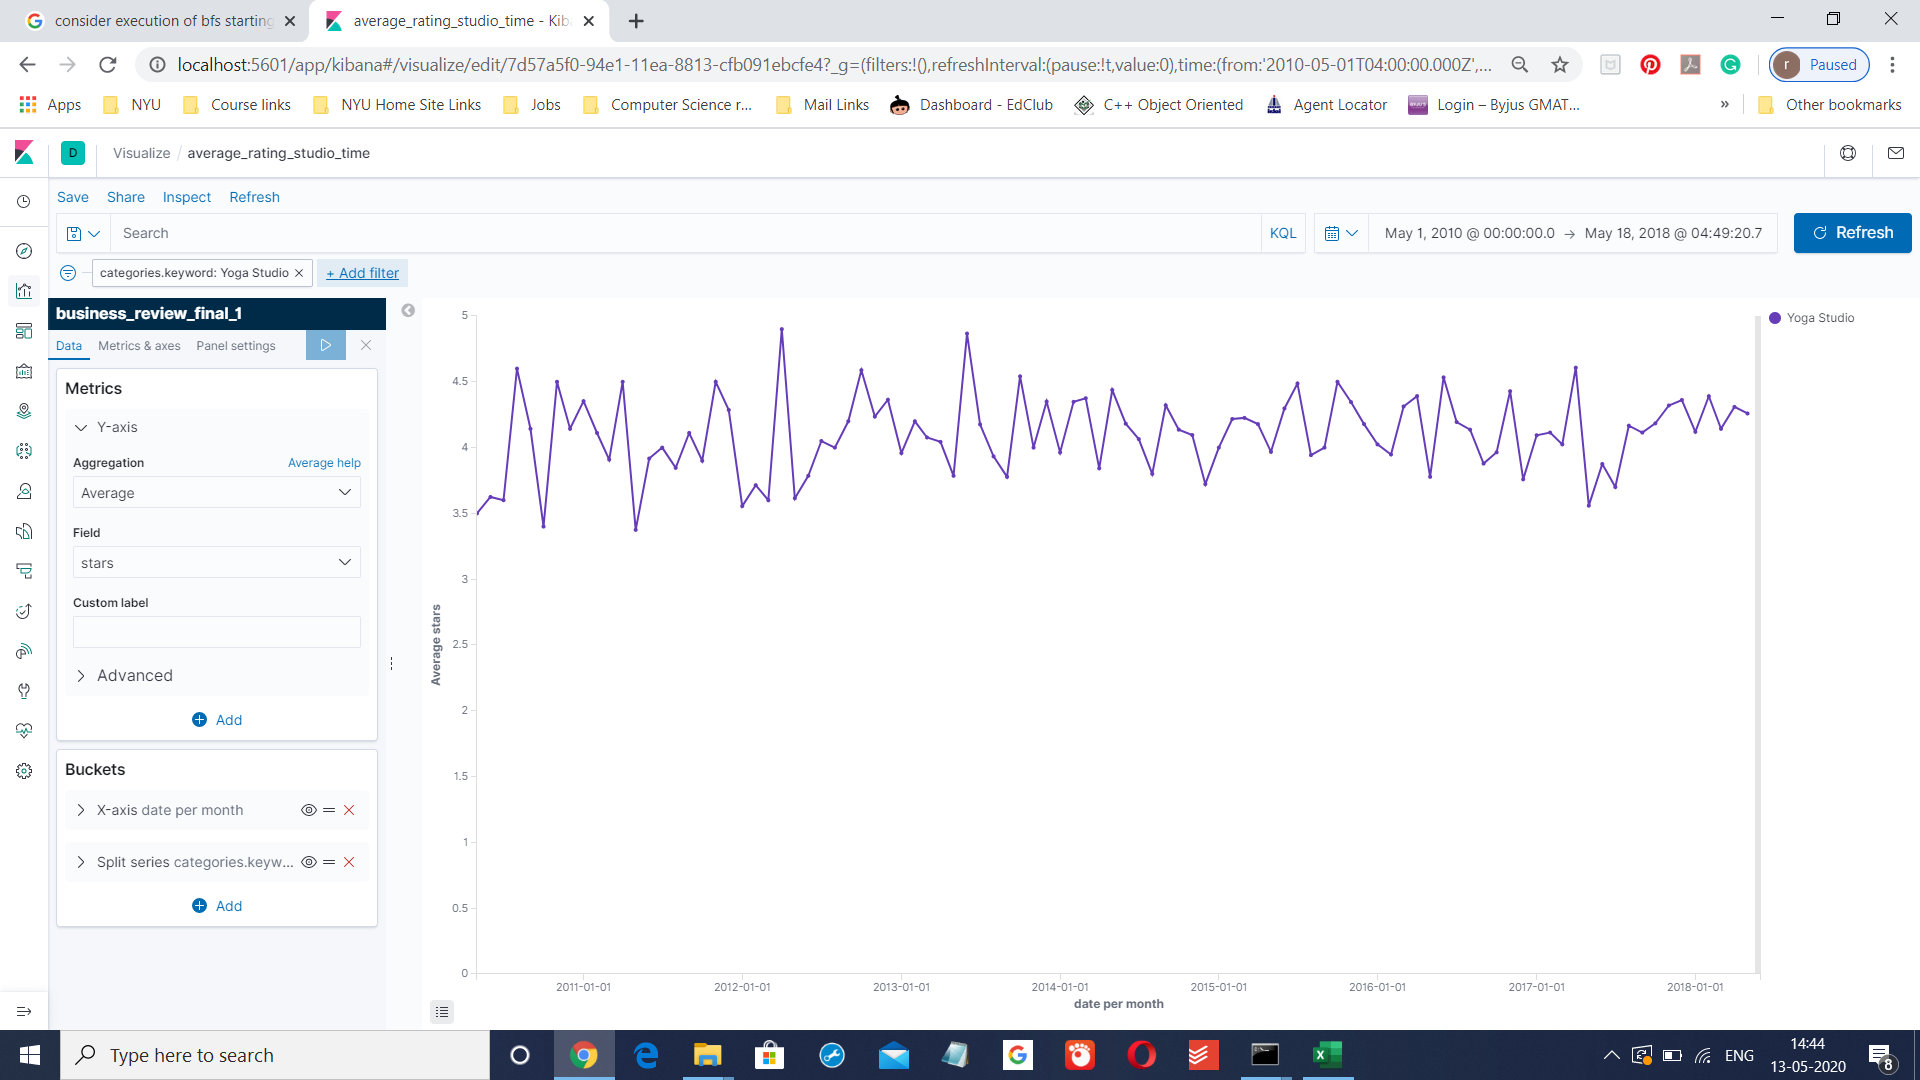 consider execution of bfs starting
average_rating_studio_time - Kib
localhost:5601/app/kibana#/visualize/edit/7d57a5f0-94e1-11ea-8813-cfb091ebcfe4?_g=(filters:!(),refreshInterval:(pause:!t,value:0),time:(from:'2010-05-01T04:00:00.000Z',...
r Paused
Apps NYU Course links NYU Home Site Links Jobs Computer Science r... Mail Links Dashboard - EdClub C++ Object Oriented Agent Locator Login – Byjus GMAT... » Other bookmarks
D Visualize / average_rating_studio_time
Save Share Inspect Refresh
Search KQL May 1, 2010 @ 00:00:00.0 → May 18, 2018 @ 04:49:20.7 Refresh
categories.keyword: Yoga Studio × + Add filter
business_review_final_1
Data Metrics & axes Panel settings
Metrics
Y-axis
Aggregation Average help
Average
Field
stars
Custom label
Advanced
Add
Buckets
X-axis date per month
Split series categories.keyw...
Add
5
4.5
4
3.5
3
2.5
2
1.5
1
0.5
0
Average stars
2011-01-01 2012-01-01 2013-01-01 2014-01-01 2015-01-01 2016-01-01 2017-01-01 2018-01-01
date per month
Yoga Studio
Type here to search
ENG
14:44
13-05-2020
8